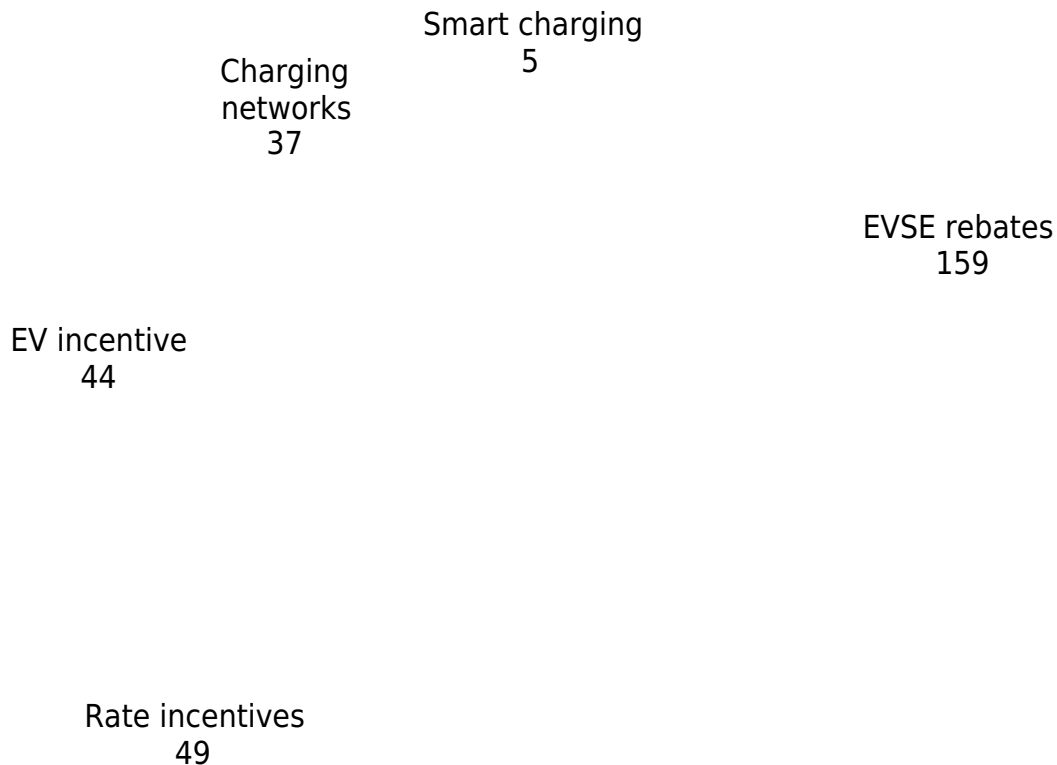 Smart charging
5
Charging
networks
37
EVSE rebates
159
EV incentive
44
Rate incentives
49